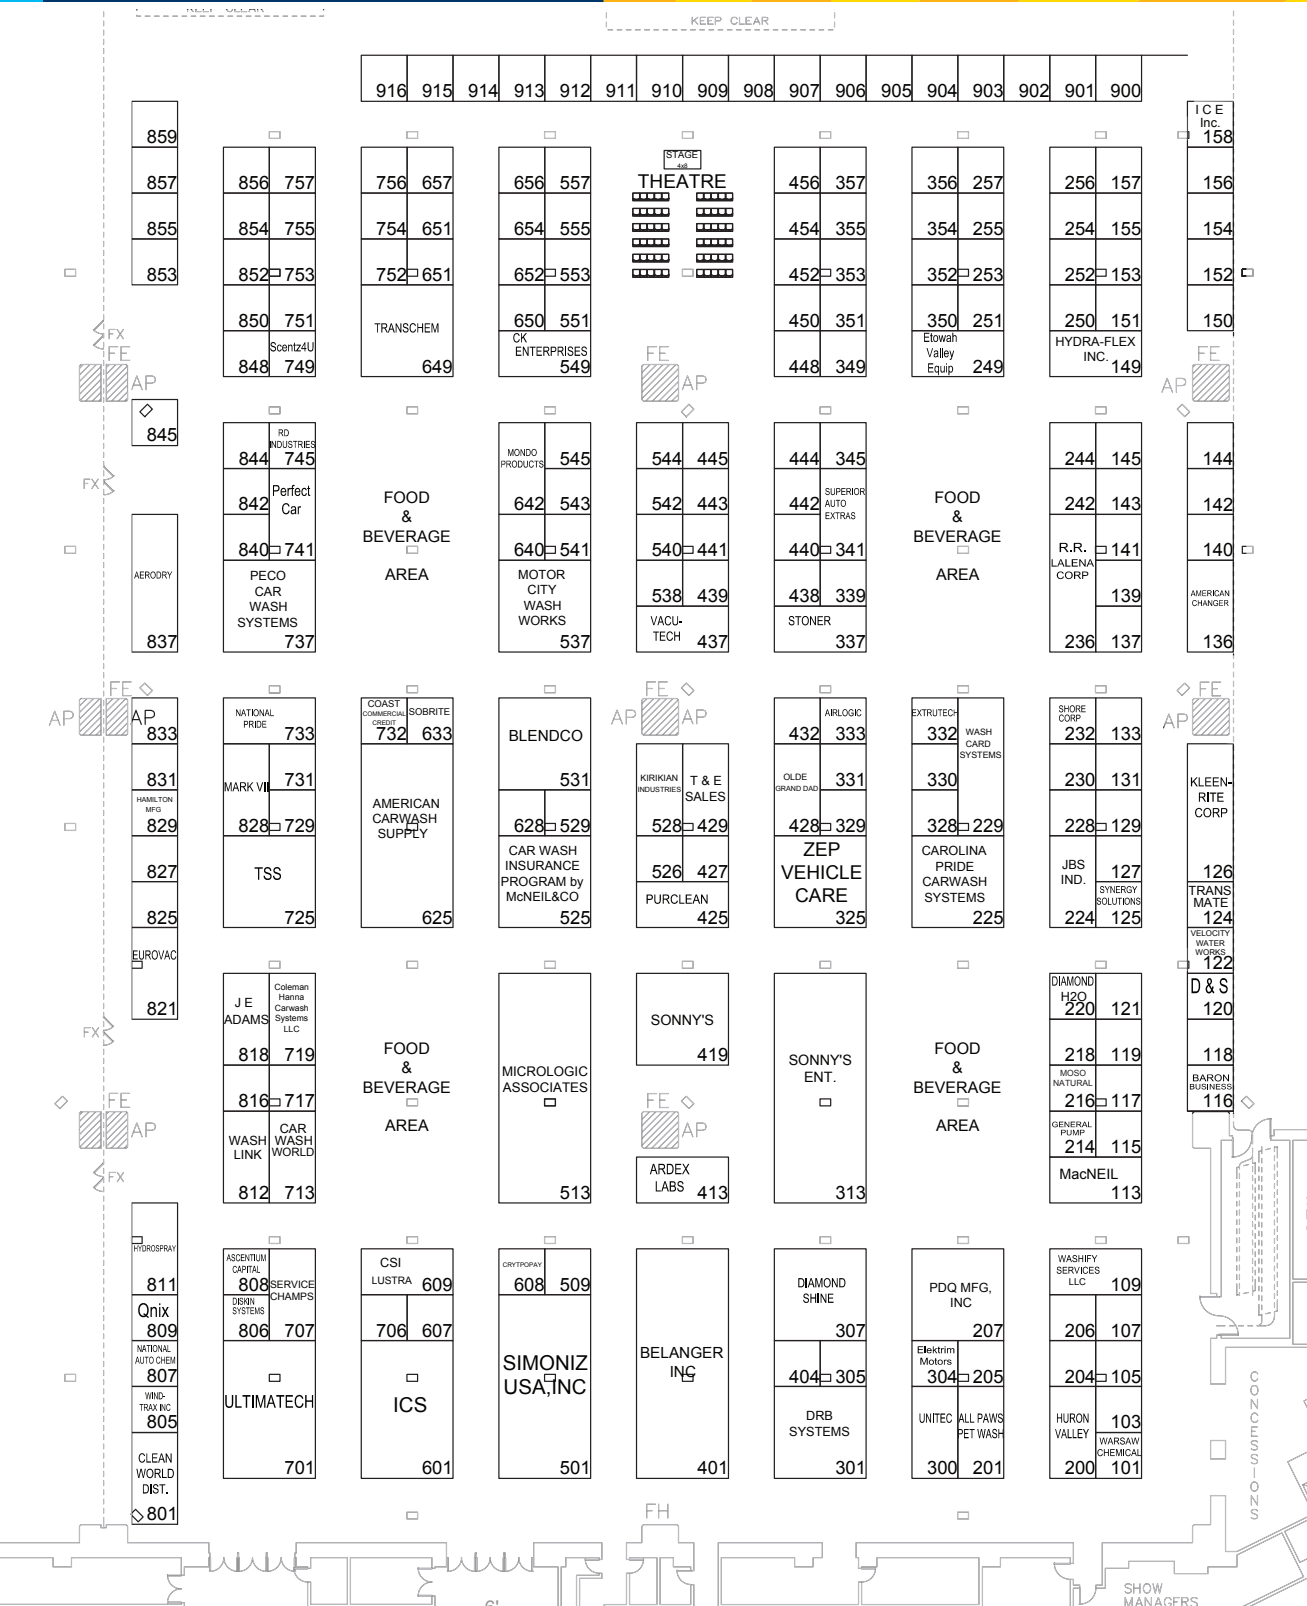 KEEP CLEAR
KEEP CLEAR
916 915 914 913 912 911 910 909 908 907 906 905 904 903 902 901 900
859
ICE
Inc.
158
STAGE
4x8
THEATRE
857 856 757 756 657 656 557 456 357 356 257 256 157 156
855 854 755 754 651 654 555 454 355 354 255 254 155 154
853 852 753 752 651 652 553 452 353 352 253 252 153 152
850 751 650 551 450 351 350 251 250 151 150
TRANSCHEM
649
Scentz4U
848 749
CK
ENTERPRISES
549
448 349
Etowah
Valley
Equip 249
HYDRA-FLEX
INC.
149
FX
FE
AP
FE
AP
FE
AP
845
RD
INDUSTRIES
844 745
MONDO
PRODUCTS
545 544 445 444 345 244 145 144
FX
842
Perfect
Car
FOOD
&
BEVERAGE
AREA
642 543 542 443 442
SUPERIOR
AUTO
EXTRAS
FOOD
&
BEVERAGE
AREA
242 143 142
840 741 640 541 540 441 440 341
R.R.
LALENA
CORP
141 140
AERODRY
837
PECO
CAR
WASH
SYSTEMS
737
MOTOR
CITY
WASH
WORKS
537
538 439 438 339 139
VACU-
TECH 437
STONER
337
236 137
AMERICAN
CHANGER
136
FE
AP
AP
FE
AP
AP
FE
AP
833
NATIONAL
PRIDE
733
COAST
COMMERCIAL
CREDIT
732
SOBRITE
633
BLENDCO
531
432
AIRLOGIC
333
EXTRUTECH
332
WASH
CARD
SYSTEMS
SHORE
CORP
232 133
831
MARK VII
731
AMERICAN
CARWASH
SUPPLY
625
KIRIKIAN
INDUSTRIES
T & E
SALES
OLDE
GRAND DAD
331 330 230 131
KLEEN-
RITE
CORP
126
HAMILTON
MFG
829 828 729 628 529 528 429 428 329 328 229 228 129
827
TSS
725
CAR WASH
INSURANCE
PROGRAM by
McNEIL&CO
525
526 427
ZEP
VEHICLE
CARE
325
CAROLINA
PRIDE
CARWASH
SYSTEMS
225
JBS
IND.
224
127
825
PURCLEAN
425
SYNERGY
SOLUTIONS
125
TRANS
MATE
124
EUROVAC
821
VELOCITY
WATER
WORKS
122
J E
ADAMS
818
Coleman
Hanna
Carwash
Systems
LLC
719
FOOD
&
BEVERAGE
AREA
MICROLOGIC
ASSOCIATES
513
SONNY'S
419
SONNY'S
ENT.
313
FOOD
&
BEVERAGE
AREA
DIAMOND
H2O
220 121
D & S
120
FX
218 119 118
816 717
MOSO
NATURAL
216 117
BARON
BUSINESS
116
FE
AP
FE
AP
WASH
LINK
812
CAR
WASH
WORLD
713
GENERAL
PUMP
214 115
FX
ARDEX
LABS 413
MacNEIL
113
HYDROSPRAY
811
ASCENTIUM
CAPITAL
808
SERVICE
CHAMPS
707
CSI
LUSTRA 609
CRYTPOPAY
608 509
BELANGER
INC
401
DIAMOND
SHINE
307
PDQ MFG,
INC
207
WASHIFY
SERVICES
LLC
109
Qnix
809
DISKIN
SYSTEMS
806
706 607 206 107
NATIONAL
AUTO CHEM
807
ULTIMATECH
701
ICS
601
SIMONIZ
USA,INC
501
404 305
Elektrim
Motors
304 205 204 105
WIND-
TRAX INC
805
DRB
SYSTEMS
301
UNITEC
300
ALL PAWS
PET WASH
201
HURON
VALLEY
200
103
WARSAW
CHEMICAL
101
CLEAN
WORLD
DIST.
801
CONCESSIONS
FH
6'
SHOW
MANAGERS